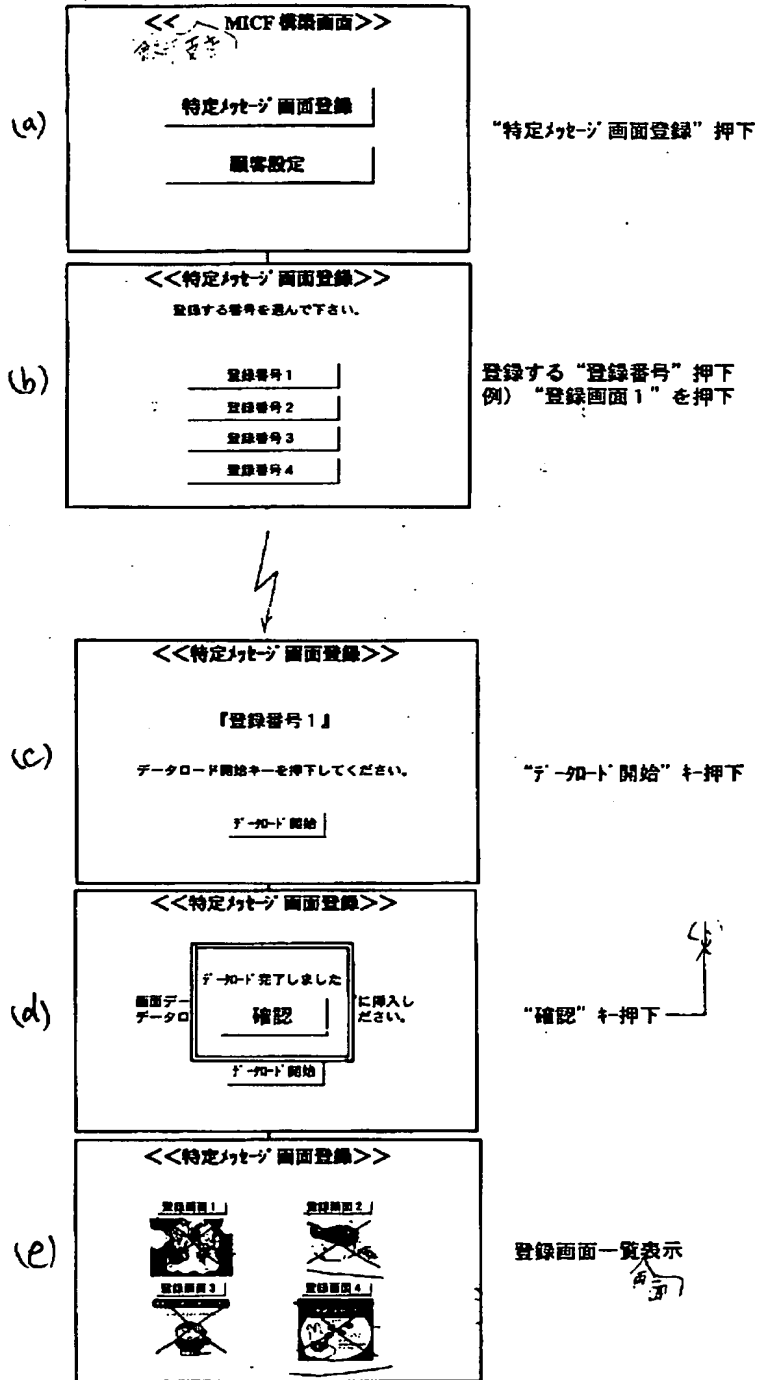 << MICF 構築画面>>
(a)
特定ﾒｯｾｰｼﾞ画面登録
顧客設定
“特定ﾒｯｾｰｼﾞ画面登録” 押下
<<特定ﾒｯｾｰｼﾞ画面登録>>
登録する番号を選んで下さい。
(b)
登録番号1
登録番号2
登録番号3
登録番号4
登録する “登録番号” 押下
例) “登録画面1” を押下
<<特定ﾒｯｾｰｼﾞ画面登録>>
『登録番号1』
(c)
データロード開始キーを押下してください。
ﾃﾞｰﾀﾛｰﾄﾞ開始
“ﾃﾞｰﾀﾛｰﾄﾞ開始” ｷｰ押下
<<特定ﾒｯｾｰｼﾞ画面登録>>
(d)
ﾃﾞｰﾀﾛｰﾄﾞ完了しました
画面デー
に挿入し
データロ
確認
ださい。
ﾃﾞｰﾀﾛｰﾄﾞ開始
“確認” ｷｰ押下
<<特定ﾒｯｾｰｼﾞ画面登録>>
(e)
登録画面1
登録画面2
登録画面3
登録画面4
登録画面一覧表示
画面